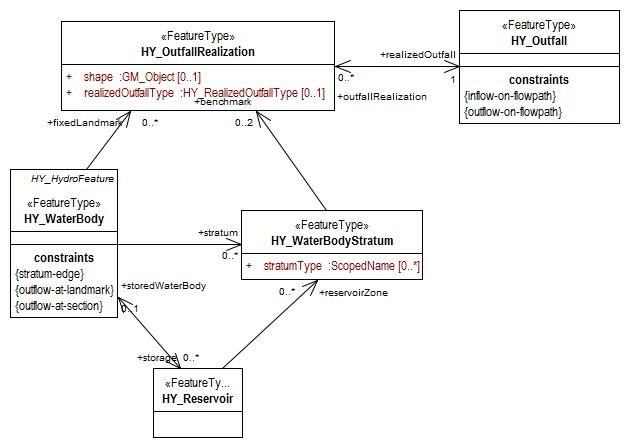 «FeatureType»
HY_OutfallRealization
+ shape :GM_Object [0..1]
+ realizedOutfallType :HY_RealizedOutfallType [0..1]
«FeatureType»
HY_Outfall
constraints
{inflow-on-flowpath}
{outflow-on-flowpath}
+realizedOutfall
0..*
1
+outfallRealization
+benchmark
+fixedLandmark
0..*
0..2
HY_HydroFeature
«FeatureType»
HY_WaterBody
constraints
{stratum-edge}
{outflow-at-landmark}
{outflow-at-section}
+stratum
0..*
«FeatureType»
HY_WaterBodyStratum
+ stratumType :ScopedName [0..*]
+storedWaterBody
0..1
0..*
+reservoirZone
+storage
0..*
«FeatureTy...
HY_Reservoir